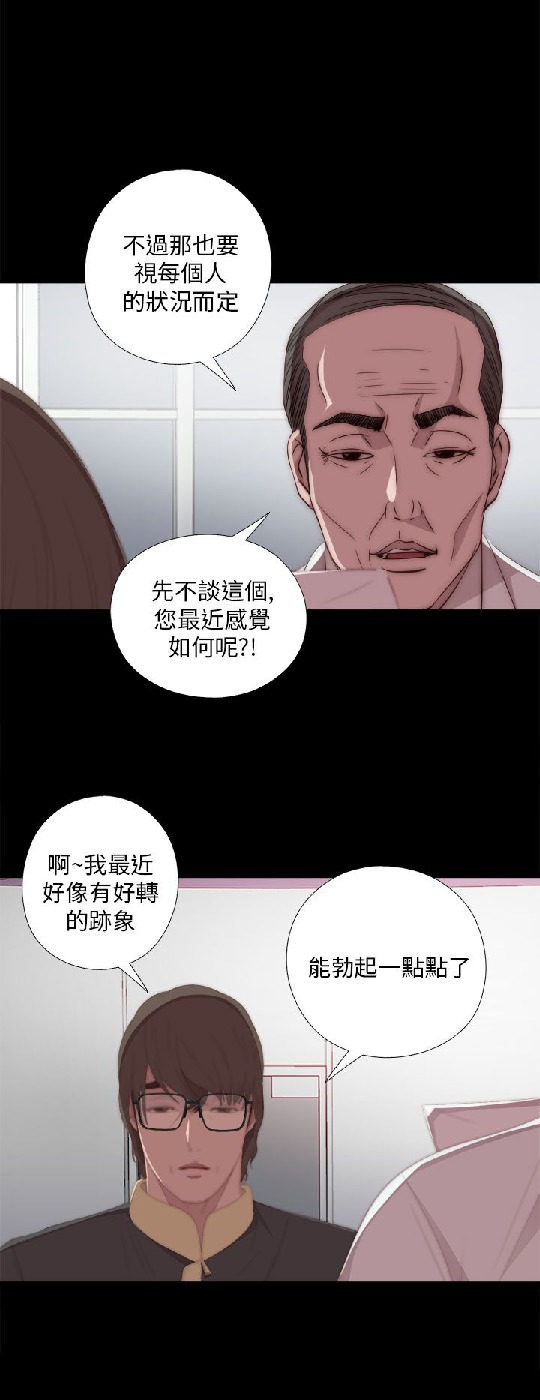 不過那也要
視每個人
的狀況而定
先不談這個,
您最近感覺
如何呢?!
啊~我最近
好像有好轉
的跡象
能勃起一點點了